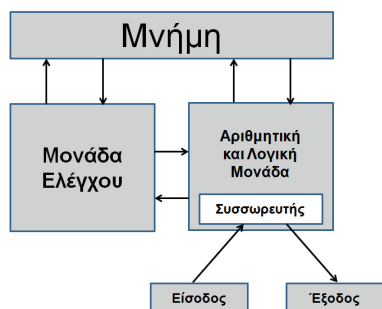 Μνήμη
Μονάδα
Ελέγχου
Αριθμητική
και Λογική
Μονάδα
Συσσωρευτής
Είσοδος
Έξοδος